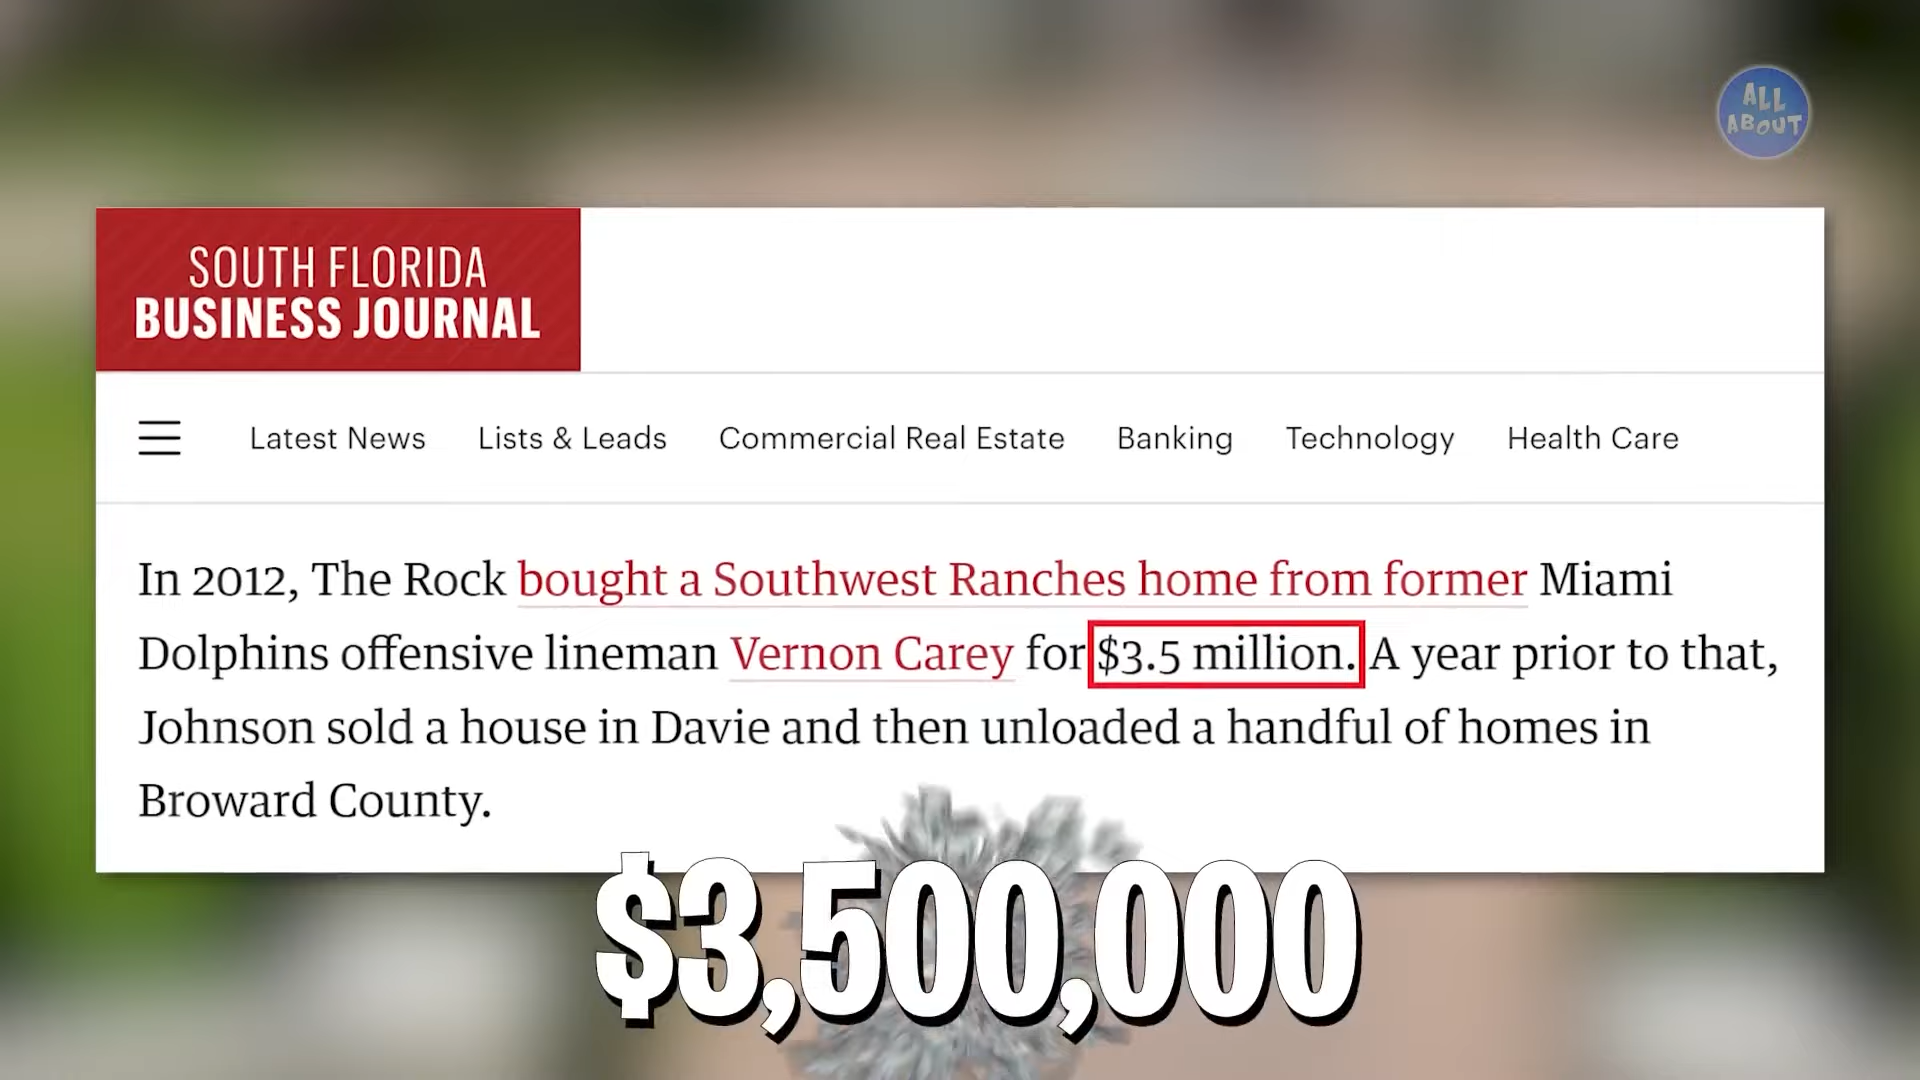 ALL
ABOUT
SOUTH FLORIDA
BUSINESS JOURNAL
Latest News Lists & Leads Commercial Real Estate Banking Technology Health Care
In 2012, The Rock bought a Southwest Ranches home from former Miami
Dolphins offensive lineman Vernon Carey for $3.5 million. A year prior to that,
Johnson sold a house in Davie and then unloaded a handful of homes in
Broward County.
$3,500,000